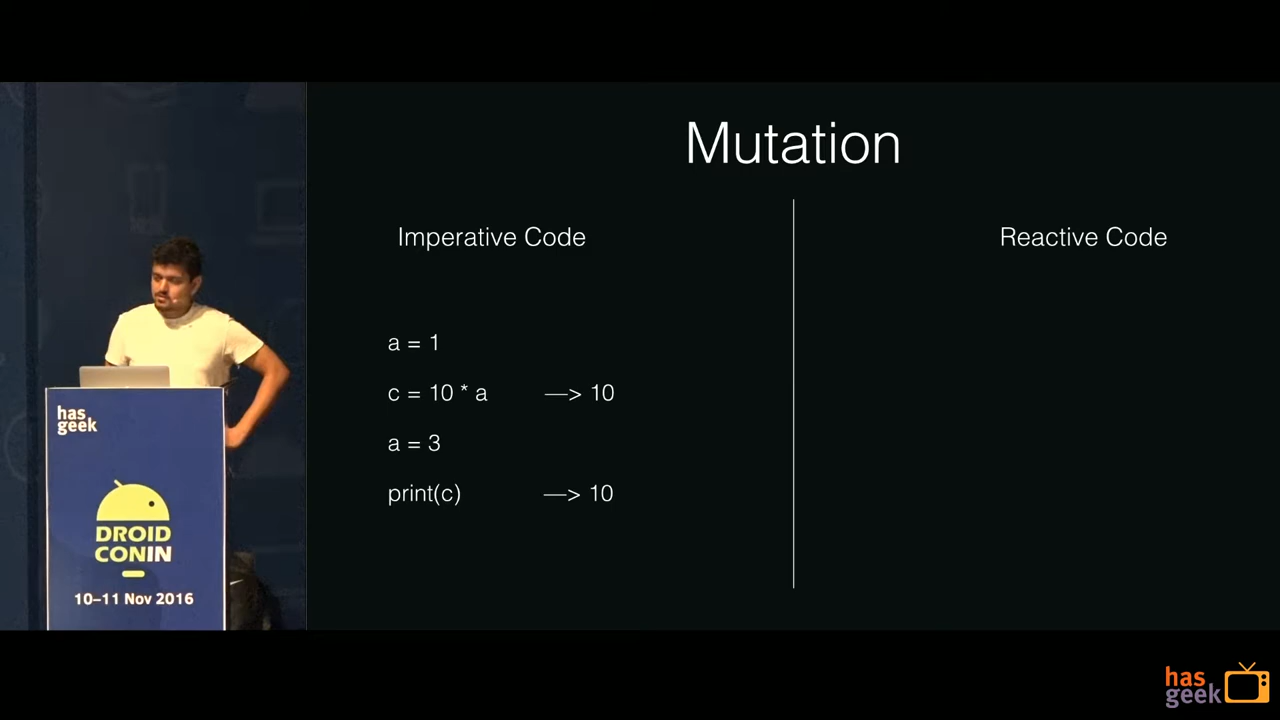 Mutation
Imperative Code
Reactive Code
a = 1
c = 10 * a —> 10
a = 3
print(c) —> 10
has
geek
DROID
CONIN
10–11 Nov 2016
has
geek